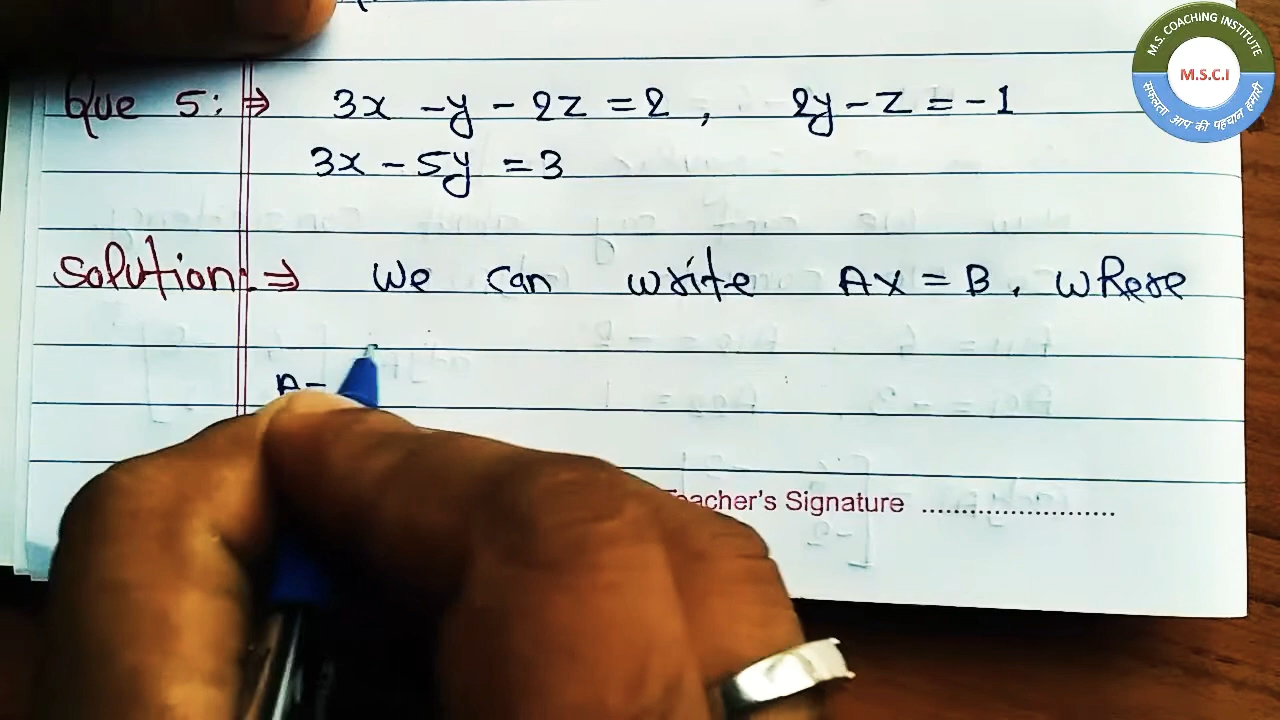 Que 5: ⇒ 3x - y - 2z = 2 , 2y - z = -1
3x - 5y = 3
Solution: ⇒ We can write AX = B . where
A =
Teacher's Signature ........................
M.S. COACHING INSTITUTE
M.S.C.I
सफलता आप की पहचान हमारी